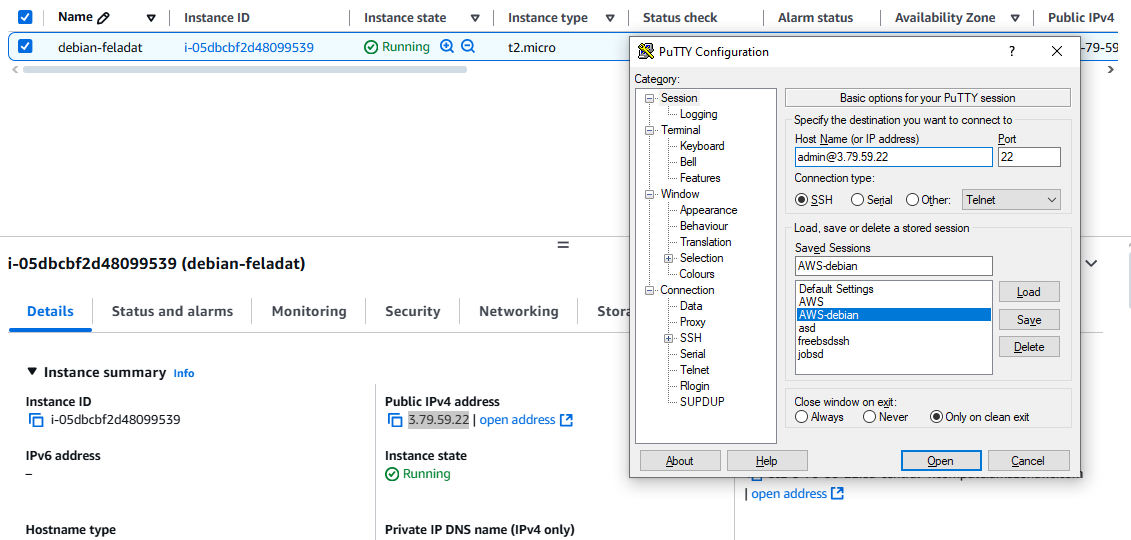 Name Instance ID Instance state Instance type Status check Alarm status Availability Zone Public IPv4
debian-feladat i-05dbcbf2d48099539 Running t2.micro -79-59
PuTTY Configuration ? ×
Category:
Session
Logging
Terminal
Keyboard
Bell
Features
Window
Appearance
Behaviour
Translation
Selection
Colours
Connection
Data
Proxy
SSH
Serial
Telnet
Rlogin
SUPDUP
Basic options for your PuTTY session
Specify the destination you want to connect to
Host Name (or IP address) Port
admin@3.79.59.22 22
Connection type:
SSH Serial Other: Telnet
Load, save or delete a stored session
Saved Sessions
AWS-debian
Default Settings
AWS
AWS-debian
asd
freebsdssh
jobsd
Load
Save
Delete
Close window on exit:
Always Never Only on clean exit
About Help Open Cancel
i-05dbcbf2d48099539 (debian-feladat)
Details Status and alarms Monitoring Security Networking Stora
Instance summary Info
Instance ID
i-05dbcbf2d48099539
Public IPv4 address
3.79.59.22 | open address
IPv6 address
–
Instance state
Running
| open address
Hostname type
Private IP DNS name (IPv4 only)